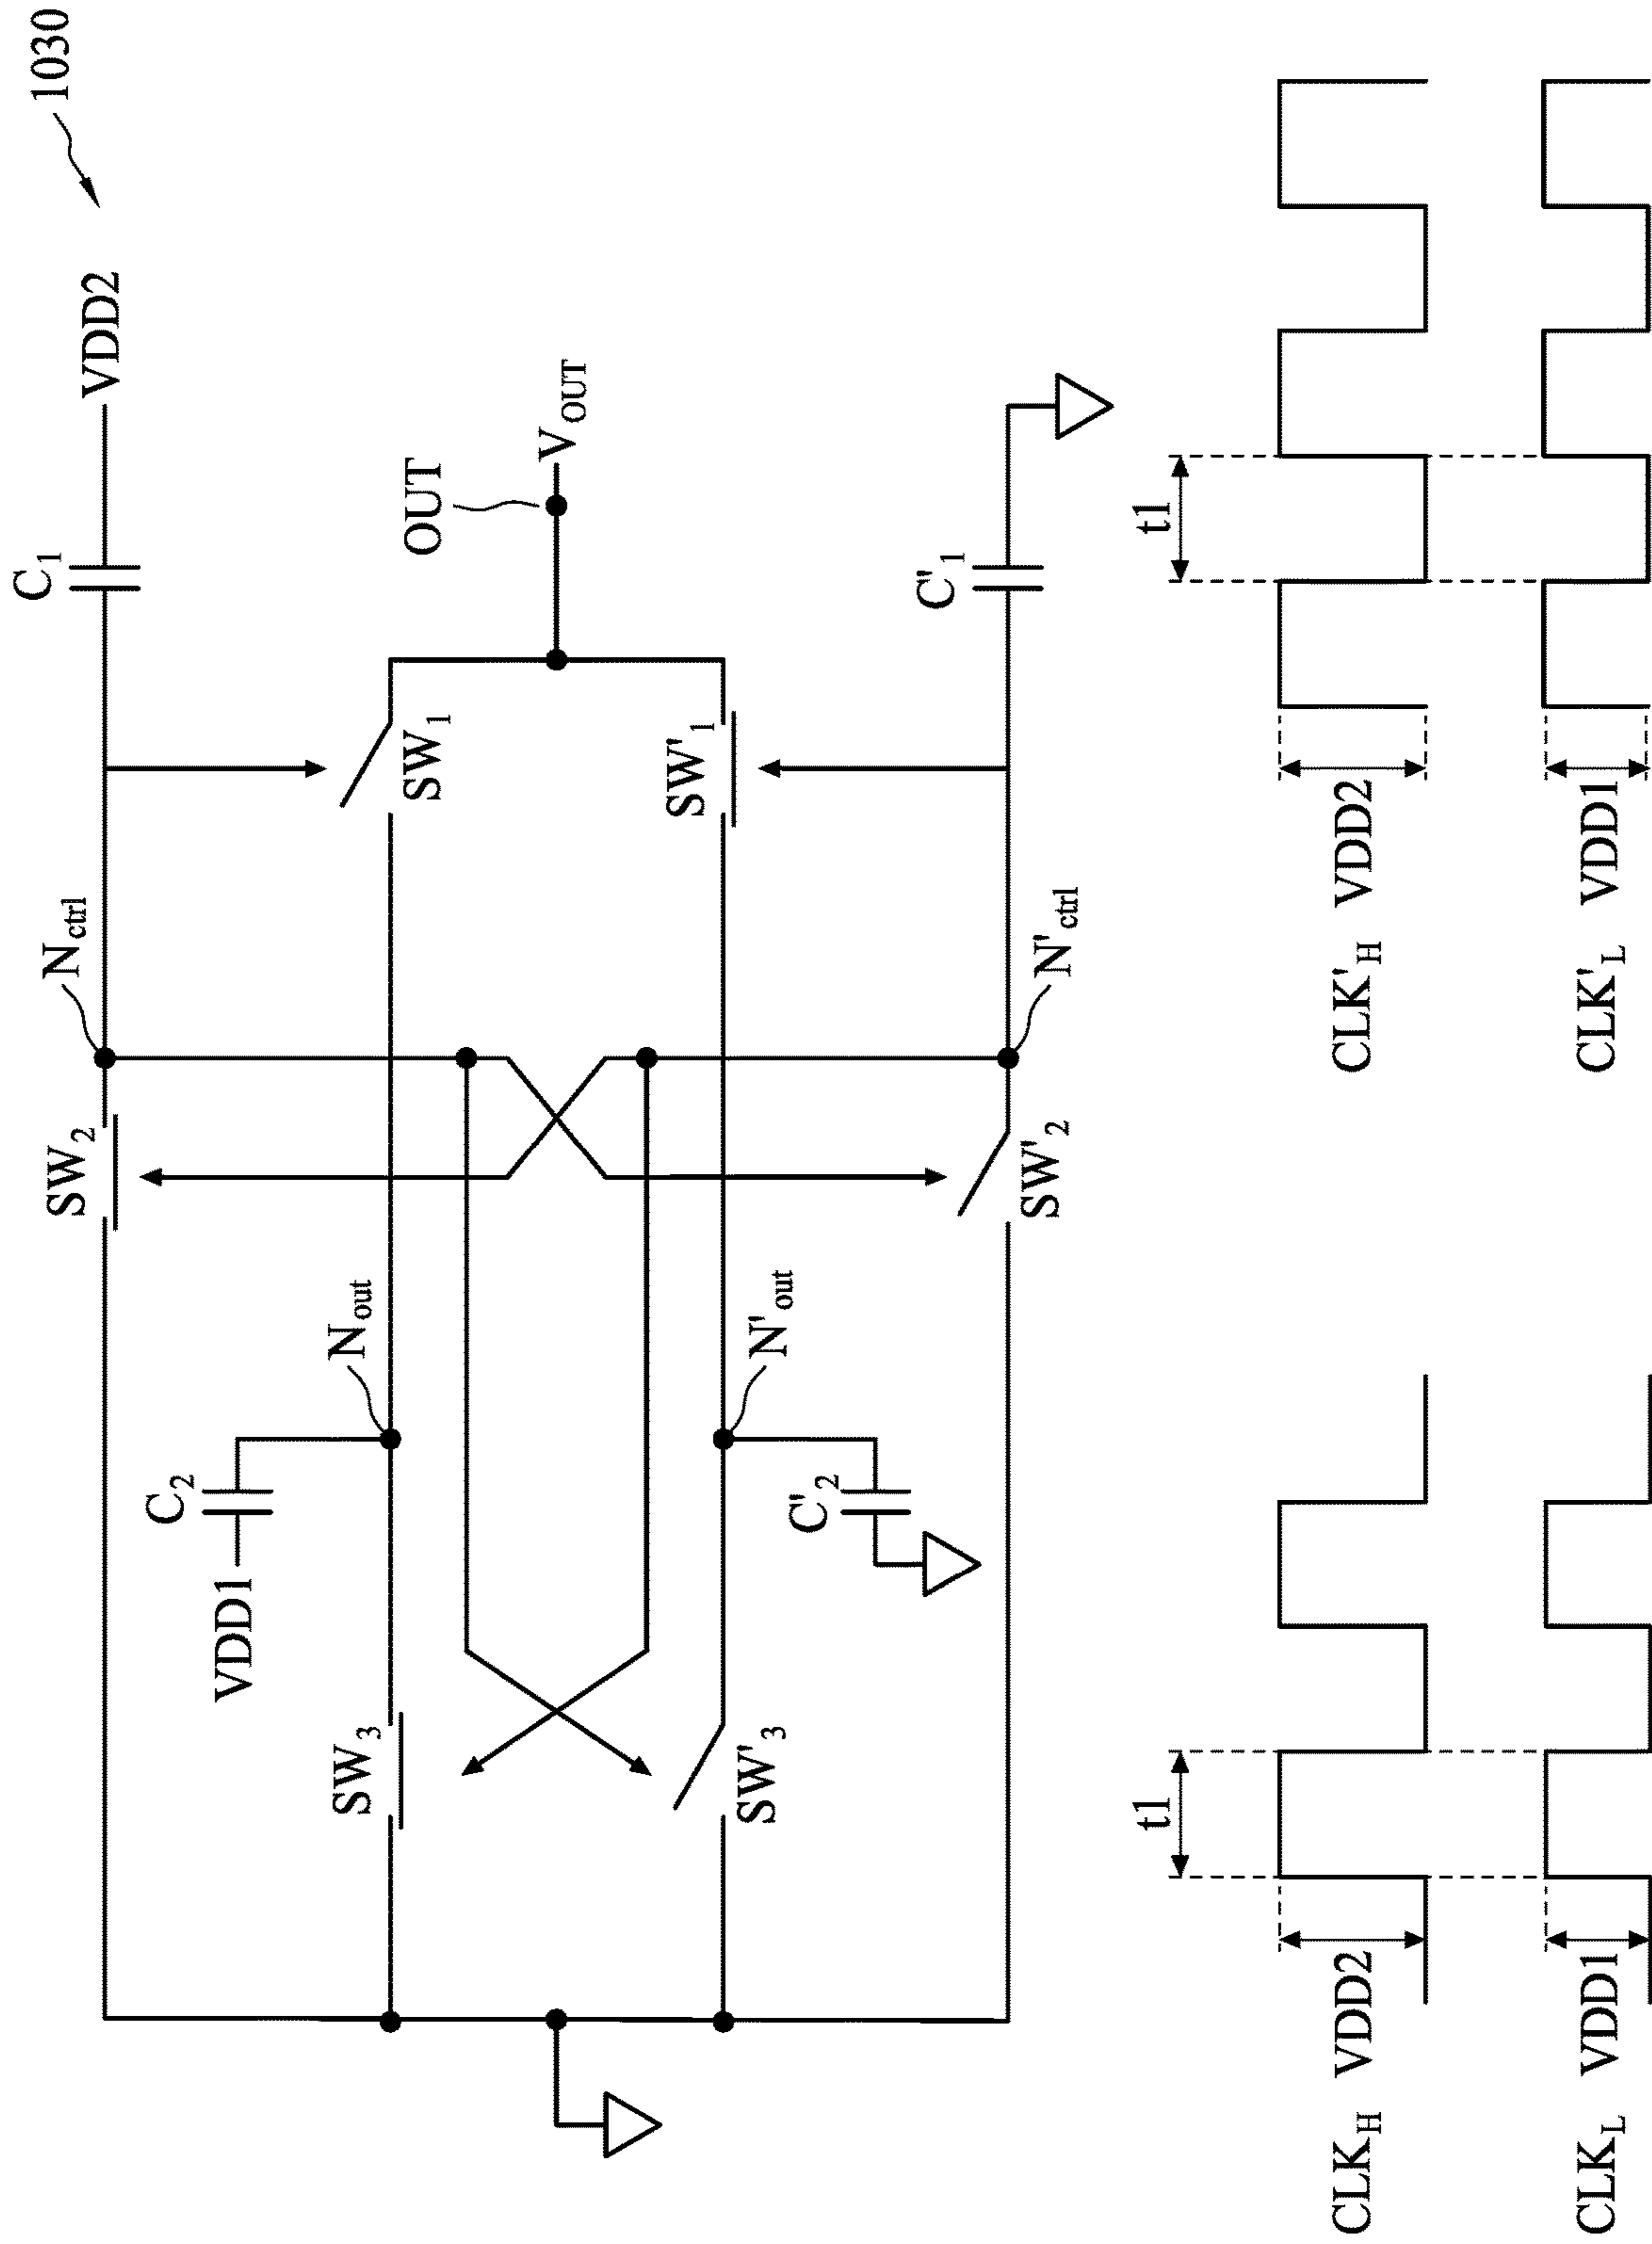 1030
VDD2
C1
Nctrl
SW2
OUT
VOUT
SW1
Nout
C2
VDD1
SW3
SW'1
N'out
C'2
SW'3
C'1
N'ctrl
SW'2
t1
CLKH VDD2
CLKL VDD1
t1
CLK'H VDD2
CLK'L VDD1